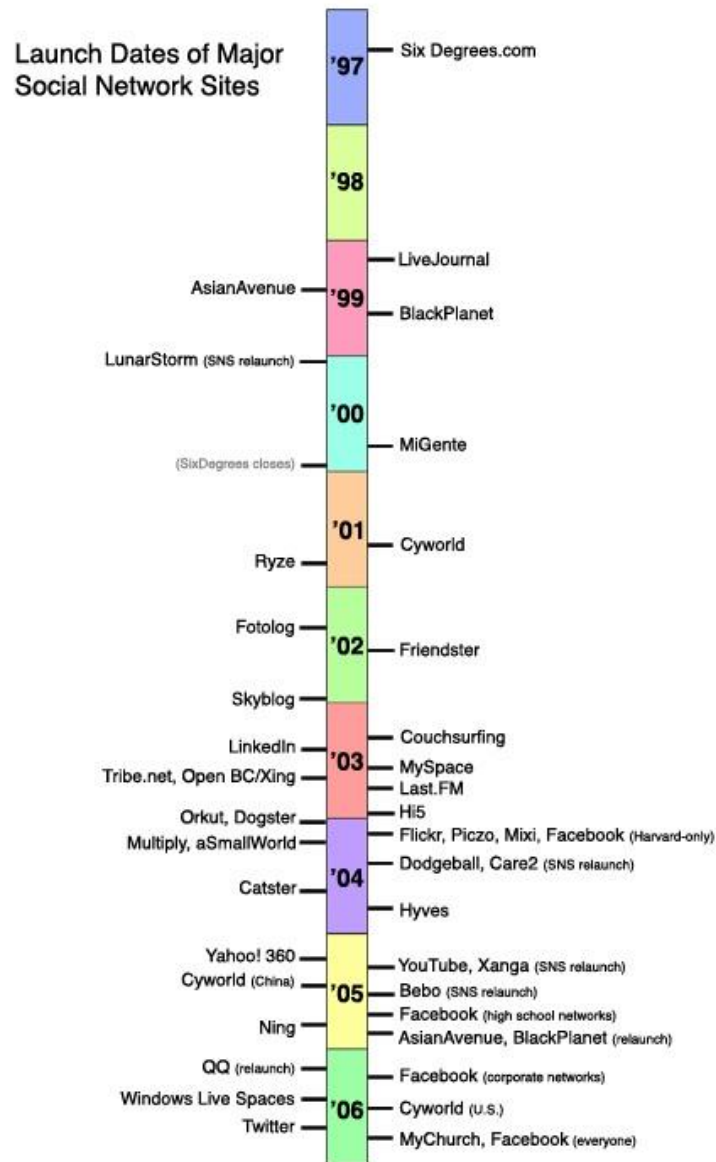 Launch Dates of Major
Social Network Sites
'97
Six Degrees.com
'98
'99
LiveJournal
AsianAvenue
BlackPlanet
LunarStorm (SNS relaunch)
'00
MiGente
(SixDegrees closes)
'01
Cyworld
Ryze
Fotolog
'02
Friendster
Skyblog
'03
Couchsurfing
LinkedIn
MySpace
Tribe.net, Open BC/Xing
Last.FM
Hi5
Orkut, Dogster
Flickr, Piczo, Mixi, Facebook (Harvard-only)
Multiply, aSmallWorld
Dodgeball, Care2 (SNS relaunch)
'04
Catster
Hyves
Yahoo! 360
YouTube, Xanga (SNS relaunch)
Cyworld (China)
'05
Bebo (SNS relaunch)
Facebook (high school networks)
Ning
AsianAvenue, BlackPlanet (relaunch)
QQ (relaunch)
Facebook (corporate networks)
Windows Live Spaces
'06
Cyworld (U.S.)
Twitter
MyChurch, Facebook (everyone)